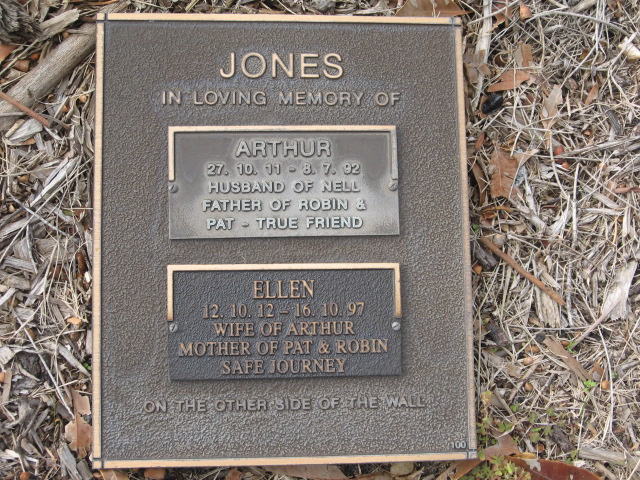 JONES
IN LOVING MEMORY OF
ARTHUR
27. 10. 11 - 8. 7. 92
HUSBAND OF NELL
FATHER OF ROBIN &
PAT - TRUE FRIEND
ELLEN
12. 10. 12 - 16. 10. 97
WIFE OF ARTHUR
MOTHER OF PAT & ROBIN
SAFE JOURNEY
ON THE OTHER SIDE OF THE WALL
100